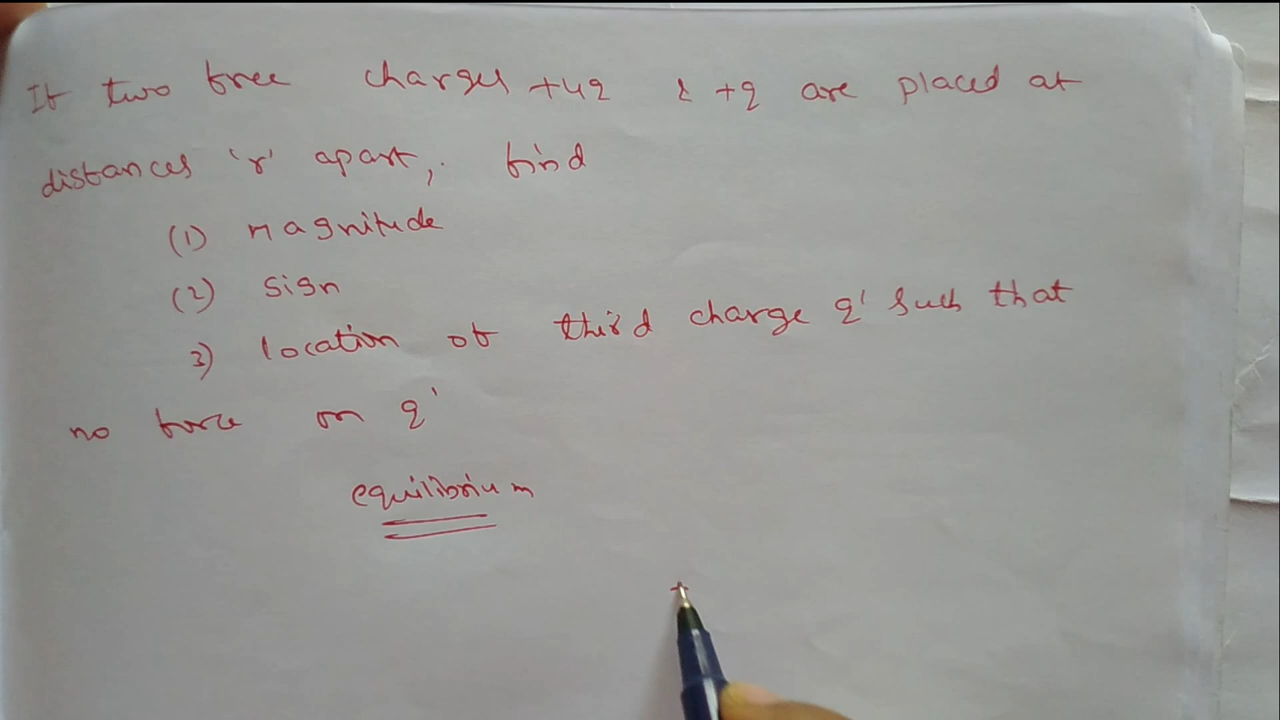 If two free charges +4q & +q are placed at
distances 'r' apart, find
(1) magnitude
(2) sign
3) location of third charge q' such that
no force on q'
equilibrium